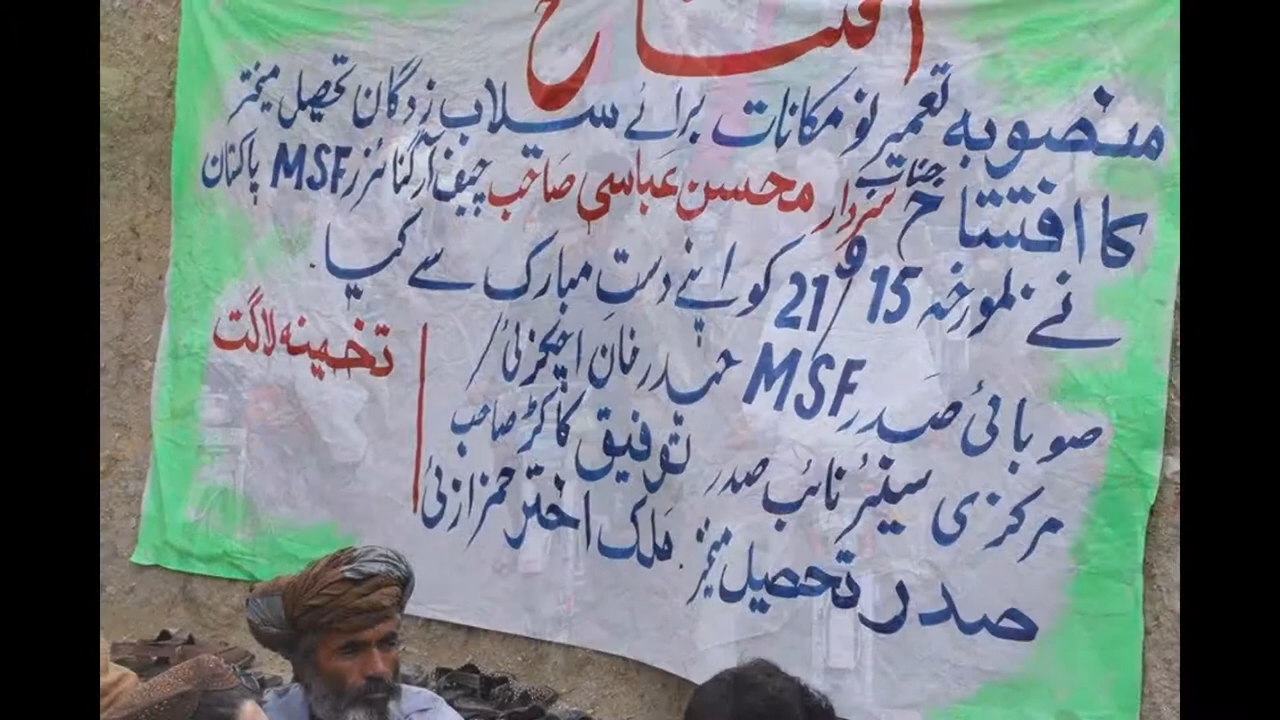 افتتاح
منصوبہ تعمیر نو مکانات برائے سیلاب زدگان تحصیل میختر
کا افتتاح جناب سردار محسن عباسی صاحب چیف آرگنائزر MSF پاکستان
نے بمورخہ 15/9/21 کو اپنے دست مبارک سے کیا۔
صوبائی صدر MSF حیدر خان اچکزئی /
مرکزی سینئر نائب صدر توفیق کاکڑ صاحب
صدر تحصیل میختر ملک اختر حمزازئی
تخمینہ لاگت